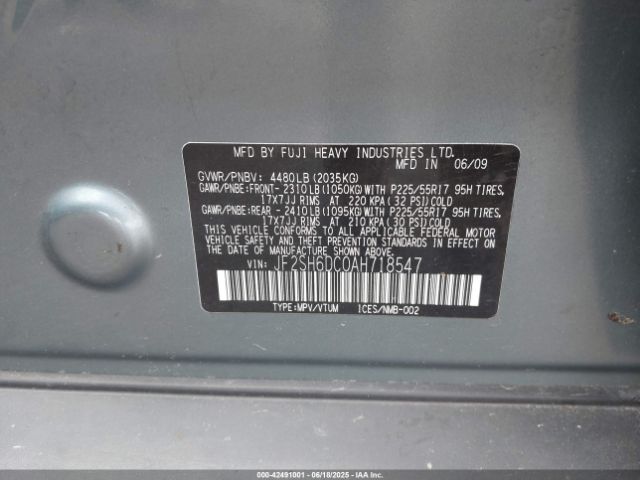 MFD BY FUJI HEAVY INDUSTRIES LTD.
MFD IN 06/09
GVWR/PNBV: 4480LB(2035KG)
GAWR/PNBE:FRONT- 2310LB(1050KG)WITH P225/55R17 95H TIRES,
17X7JJ RIMS AT 220 KPA(32 PSI)COLD
GAWR/PNBE:REAR -2410LB(1095KG)WITH P225/55R17 95H TIRES,
17X7JJ RIMS AT 210 KPA(30 PSI)COLD
THIS VEHICLE CONFORMS TO ALL APPLICABLE FEDERAL MOTOR
VEHICLE SAFETY AND THEFT PREVENTION STANDARDS IN EFFECT ON THE
DATE OF MANUFACTURE SHOWN ABOVE.
VIN: JF2SH6DC0AH718547
TYPE:MPV/VTUM ICES/NMB-002
000-42491001 - 06/18/2025 - IAA Inc.